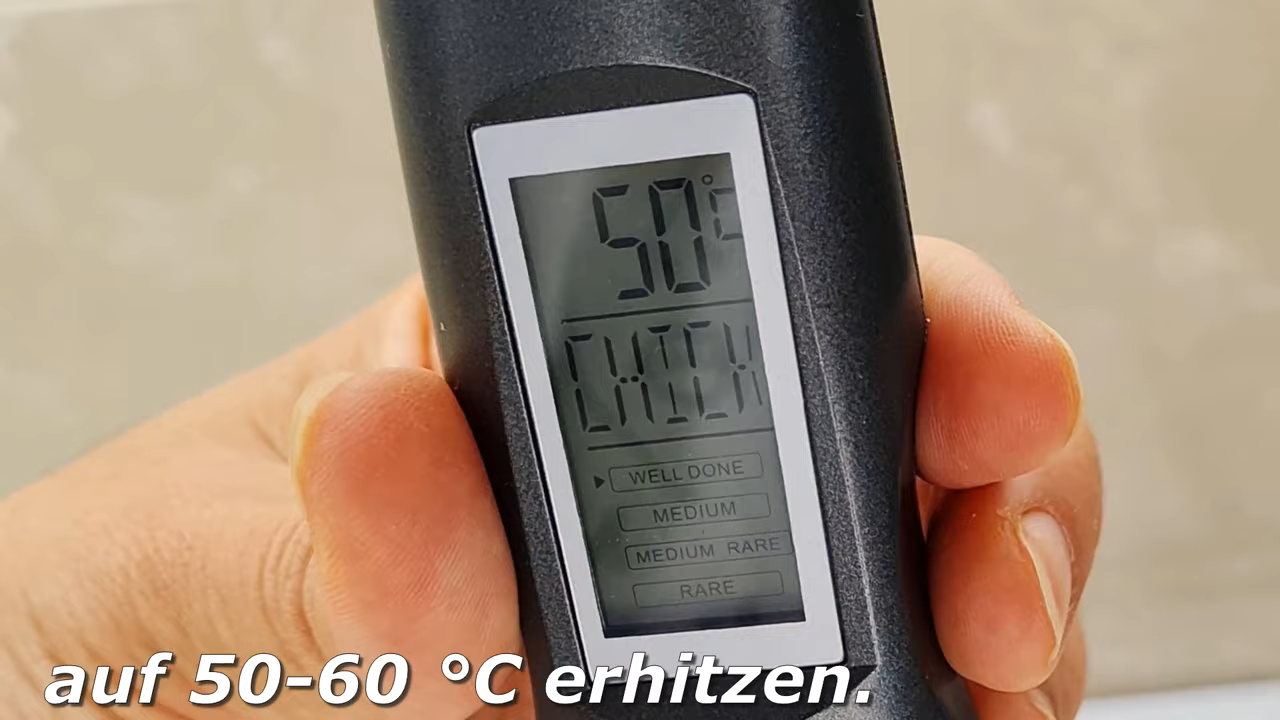 50°C
CHICK
WELL DONE
MEDIUM
MEDIUM RARE
RARE
auf 50-60 °C erhitzen.